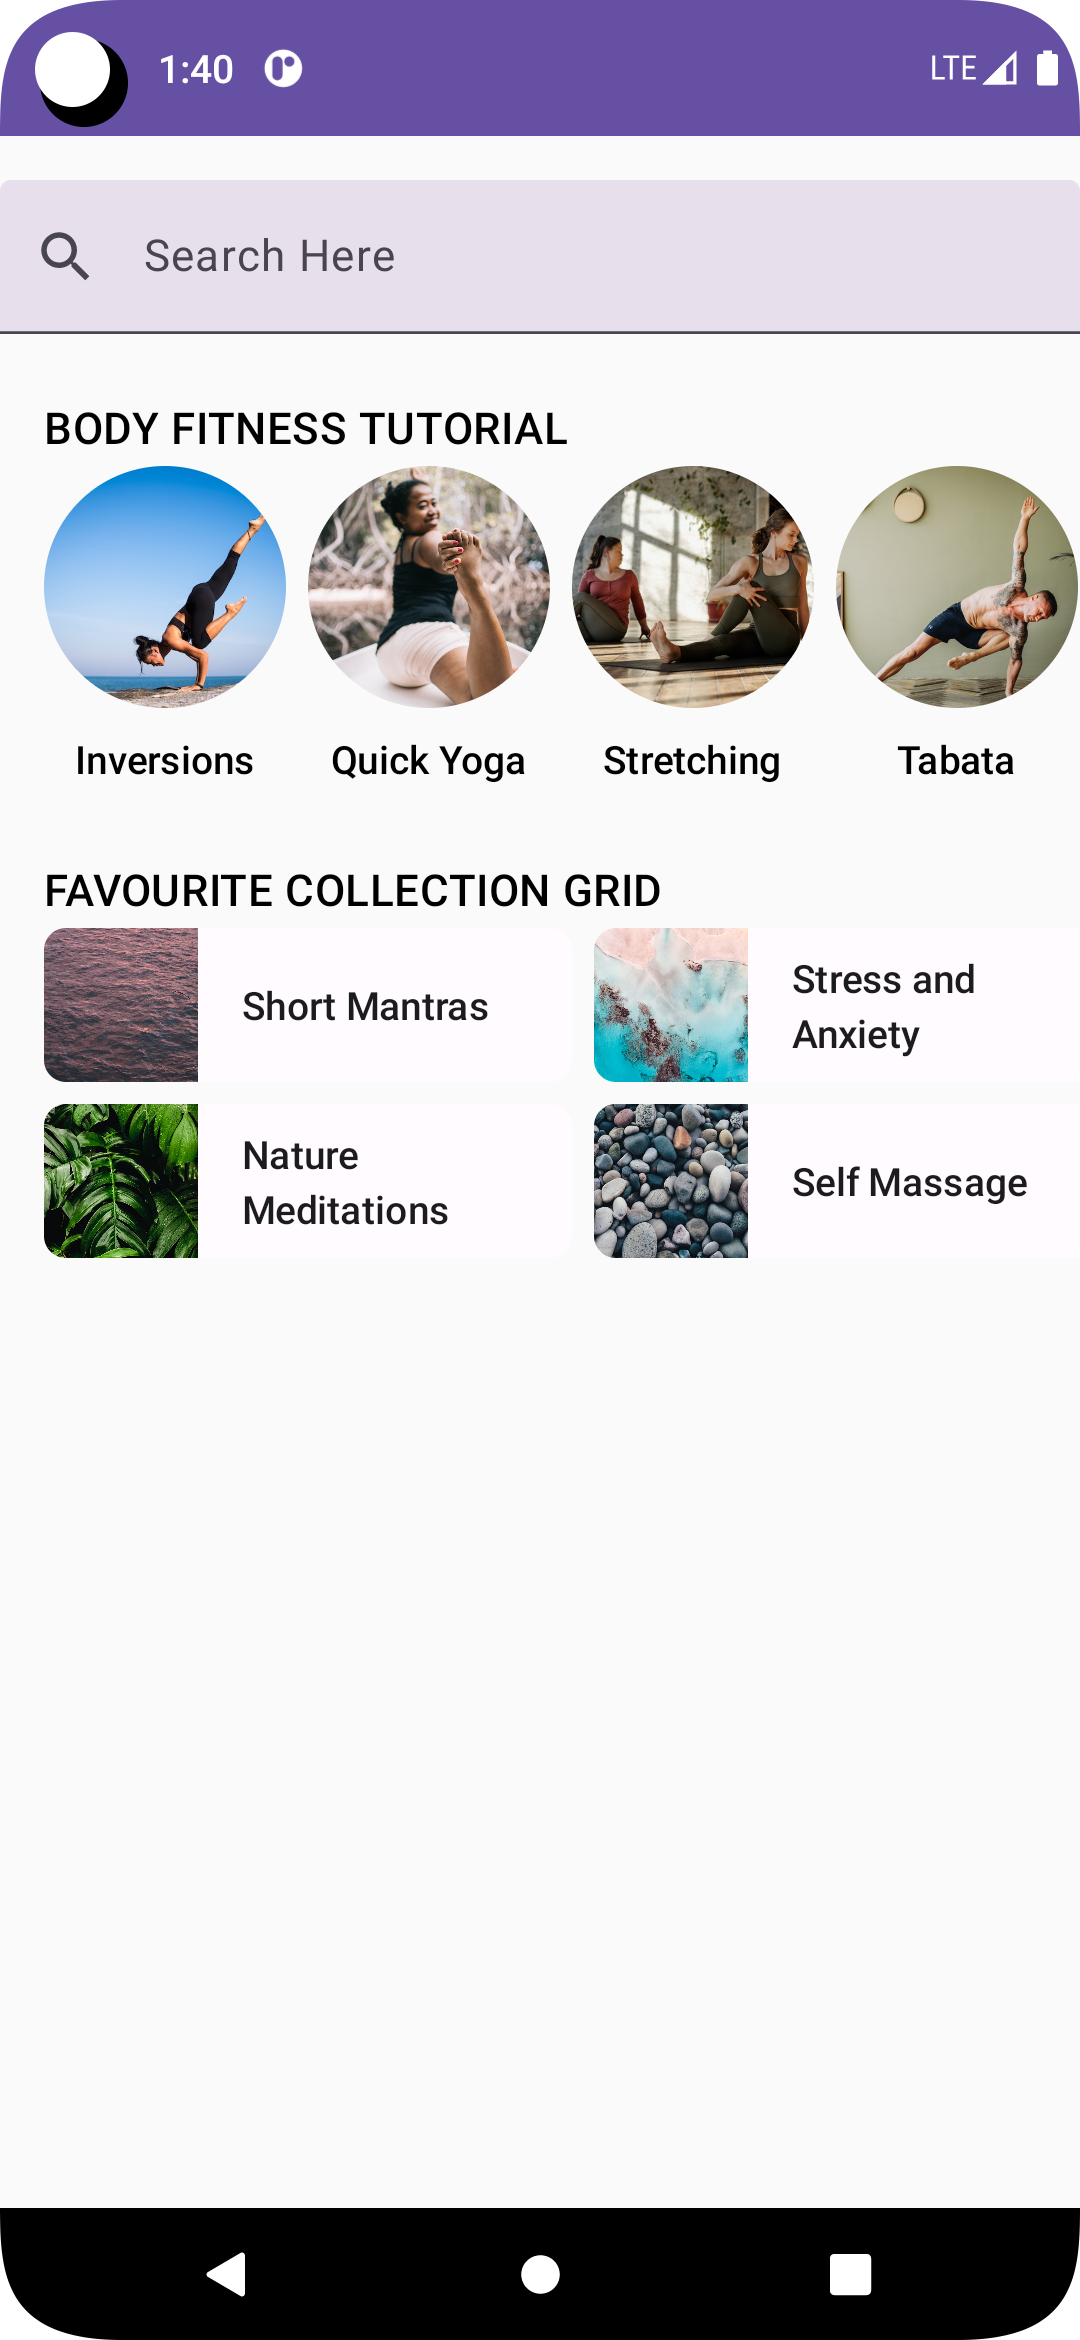 1:40
LTE
Search Here
BODY FITNESS TUTORIAL
Inversions
Quick Yoga
Stretching
Tabata
FAVOURITE COLLECTION GRID
Short Mantras
Stress and
Anxiety
Nature
Meditations
Self Massage